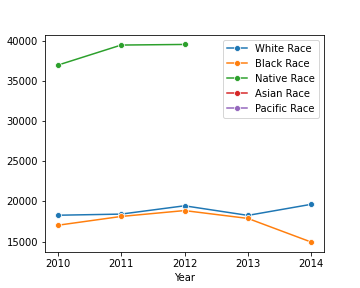 40000
35000
30000
25000
20000
15000
White Race
Black Race
Native Race
Asian Race
Pacific Race
2010 2011 2012 2013 2014
Year